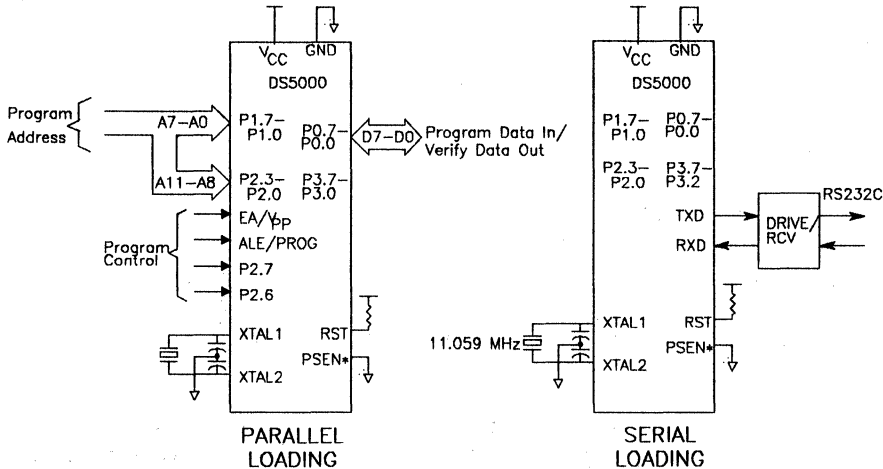 VCC
GND
DS5000
Program
Address
A7-A0
P1.7-
P1.0
P0.7-
P0.0
D7-D0
Program Data In/
Verify Data Out
A11-A8
P2.3-
P2.0
P3.7-
P3.0
Program
Control
EA/VPP
ALE/PROG
P2.7
P2.6
XTAL1
RST
PSEN*
XTAL2
PARALLEL
LOADING
VCC
GND
DS5000
P1.7-
P1.0
P0.7-
P0.0
P2.3-
P2.0
P3.7-
P3.2
TXD
RXD
DRIVE/
RCV
RS232C
11.059 MHz
XTAL1
RST
PSEN*
XTAL2
SERIAL
LOADING